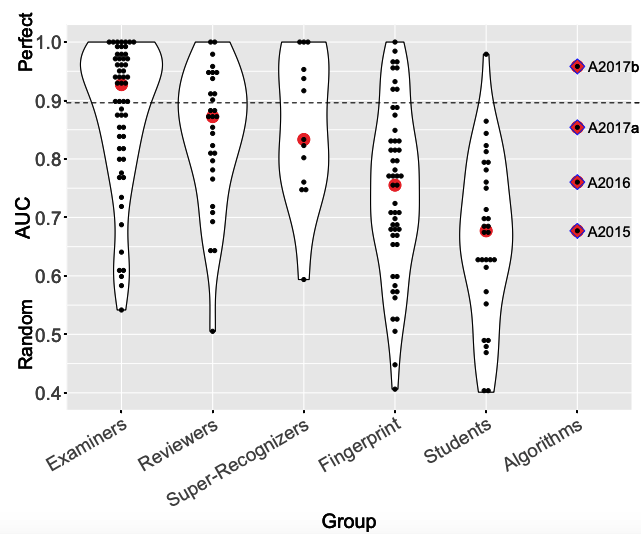 Perfect
1.0
0.9
0.8
0.7
0.6
0.5
0.4
AUC
Random
A2017b
A2017a
A2016
A2015
Examiners
Reviewers
Super-Recognizers
Fingerprint
Students
Algorithms
Group